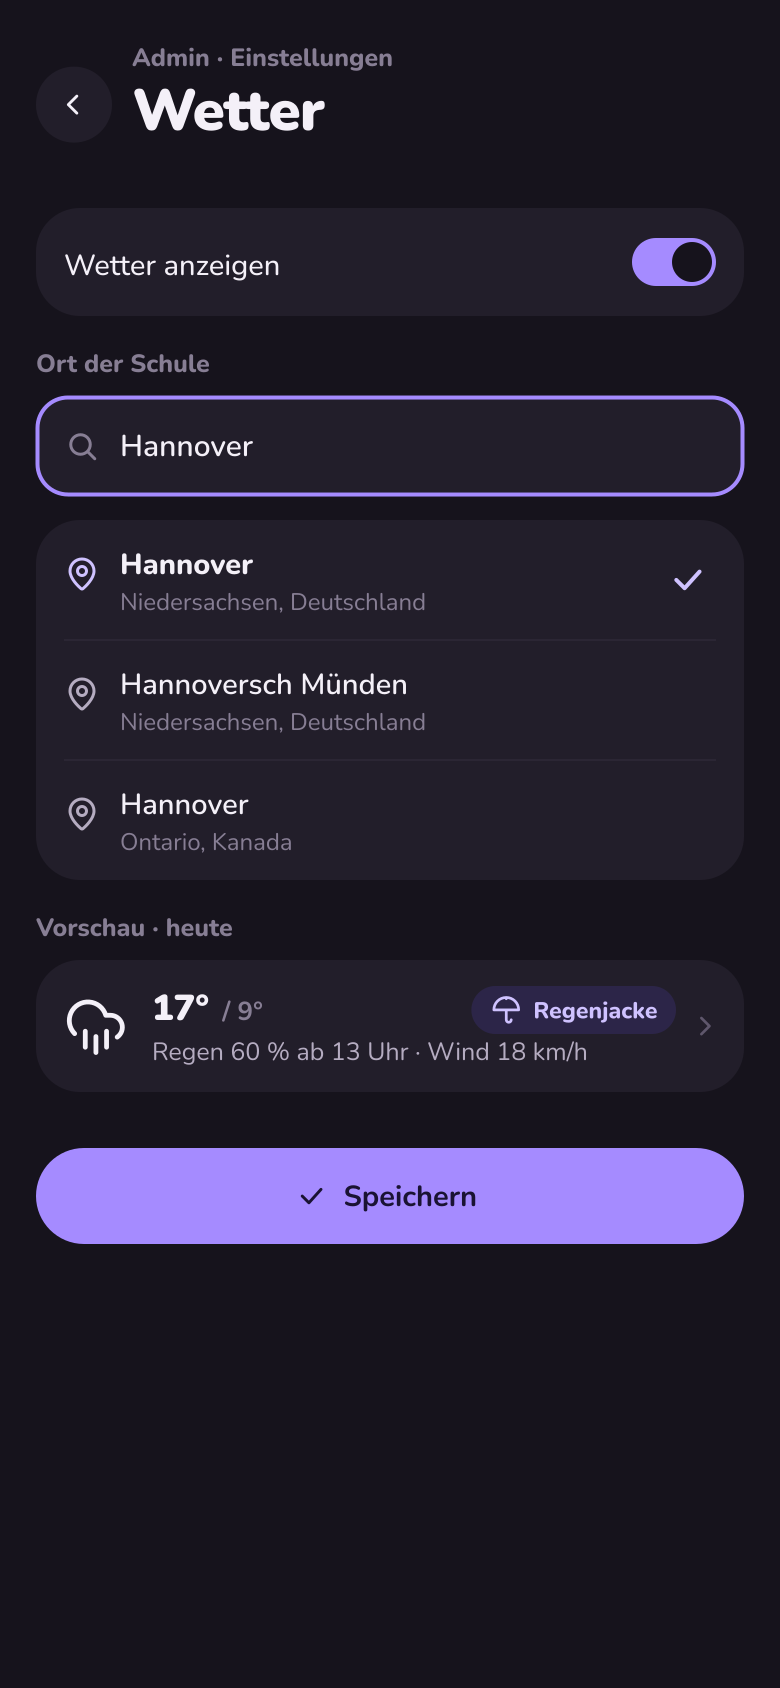 Admin · Einstellungen
Wetter
Wetter anzeigen
Ort der Schule
Hannover
Hannover
Niedersachsen, Deutschland
Hannoversch Münden
Niedersachsen, Deutschland
Hannover
Ontario, Kanada
Vorschau · heute
17° / 9°
Regenjacke
Regen 60 % ab 13 Uhr · Wind 18 km/h
Speichern